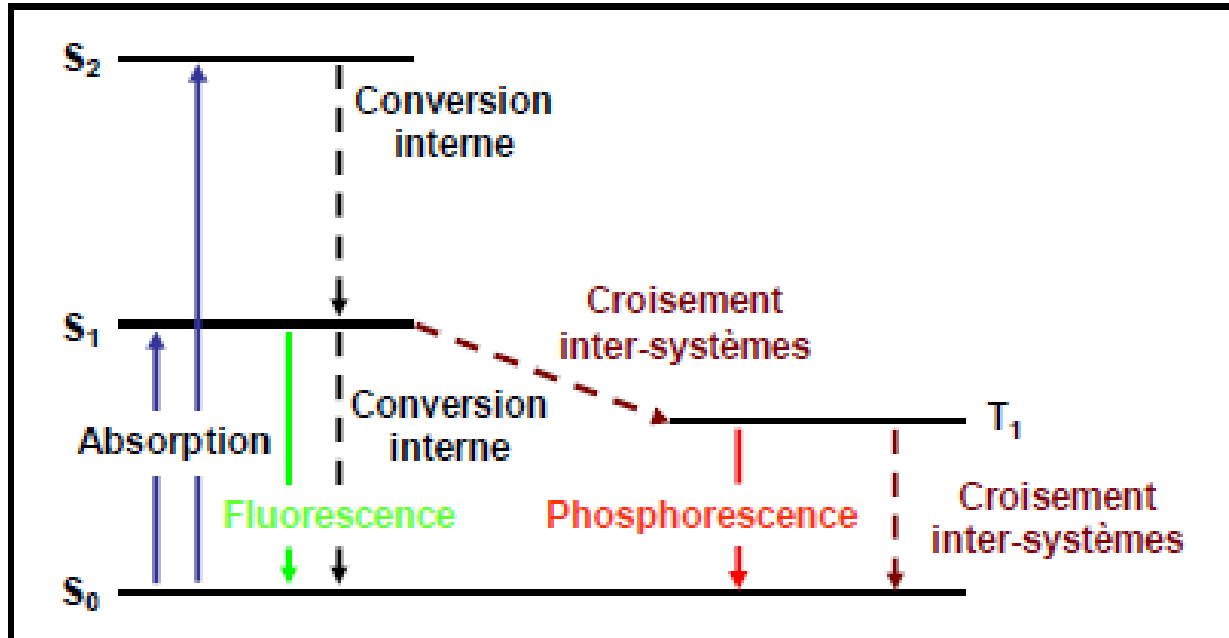 S₂
Conversion
interne
S₁
Croisement
inter-systèmes
Conversion
interne
Absorption
T₁
Fluorescence
Phosphorescence
Croisement
inter-systèmes
S₀